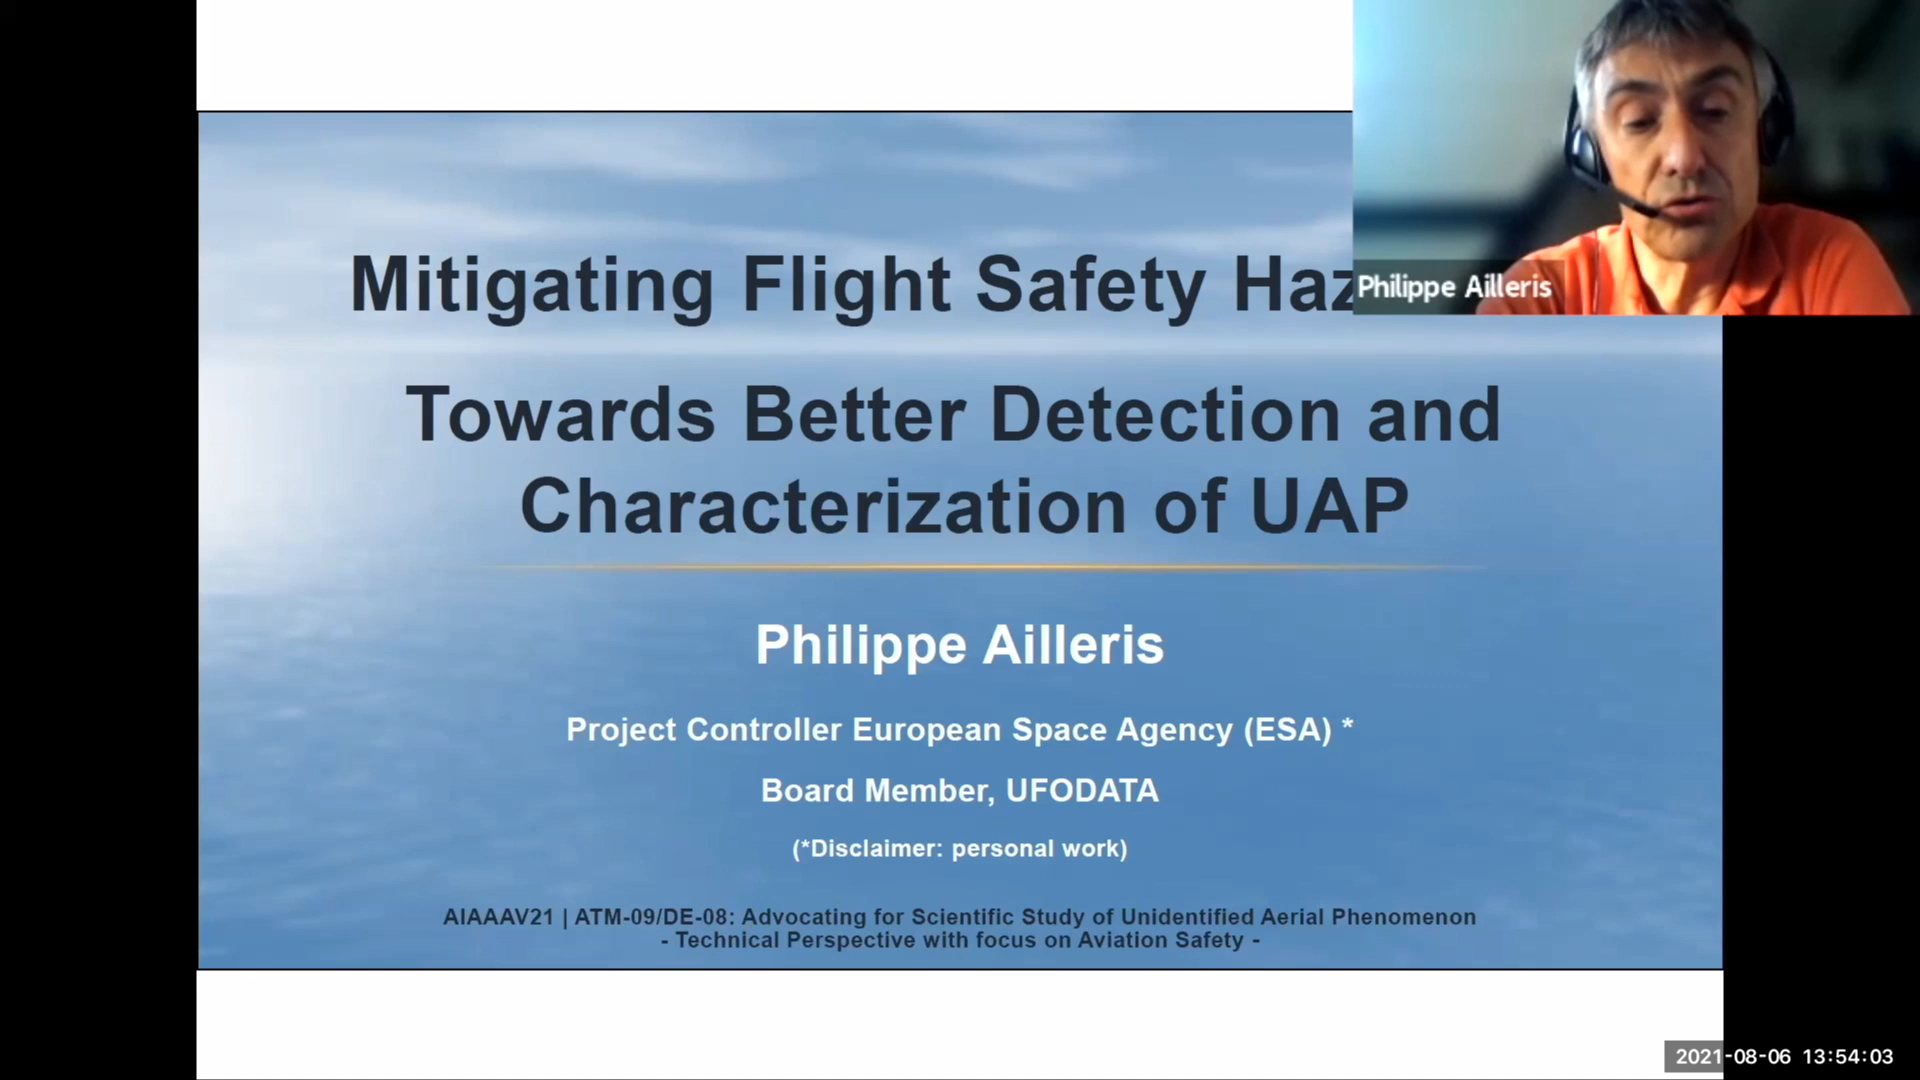 Mitigating Flight Safety Haz
Philippe Ailleris
Towards Better Detection and
Characterization of UAP
Philippe Ailleris
Project Controller European Space Agency (ESA) *
Board Member, UFODATA
(*Disclaimer: personal work)
AIAAAV21 | ATM-09/DE-08: Advocating for Scientific Study of Unidentified Aerial Phenomenon
- Technical Perspective with focus on Aviation Safety -
2021-08-06 13:54:03